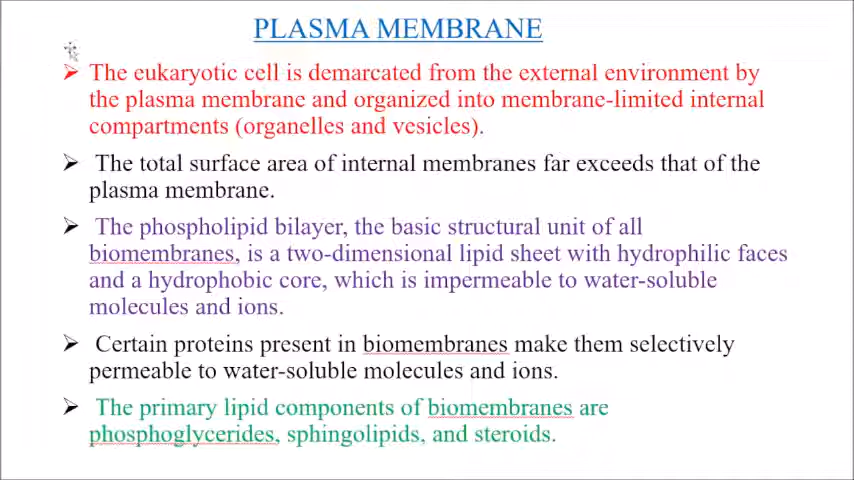 PLASMA MEMBRANE
➢ The eukaryotic cell is demarcated from the external environment by
the plasma membrane and organized into membrane-limited internal
compartments (organelles and vesicles).
➢ The total surface area of internal membranes far exceeds that of the
plasma membrane.
➢ The phospholipid bilayer, the basic structural unit of all
biomembranes, is a two-dimensional lipid sheet with hydrophilic faces
and a hydrophobic core, which is impermeable to water-soluble
molecules and ions.
➢ Certain proteins present in biomembranes make them selectively
permeable to water-soluble molecules and ions.
➢ The primary lipid components of biomembranes are
phosphoglycerides, sphingolipids, and steroids.